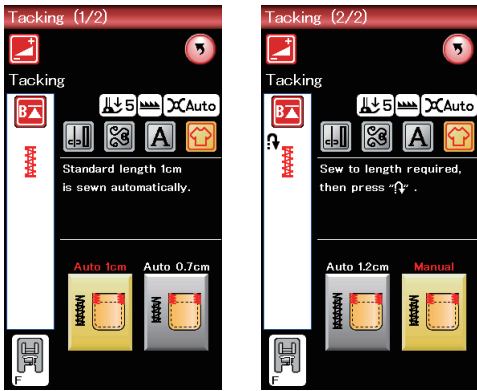 Tacking (1/2)
Tacking
B
5
Auto
A
Standard length 1cm
is sewn automatically.
Auto 1cm
Auto 0.7cm
F
Tacking (2/2)
Tacking
B
5
Auto
A
Sew to length required,
then press “ ” .
Auto 1.2cm
Manual
F